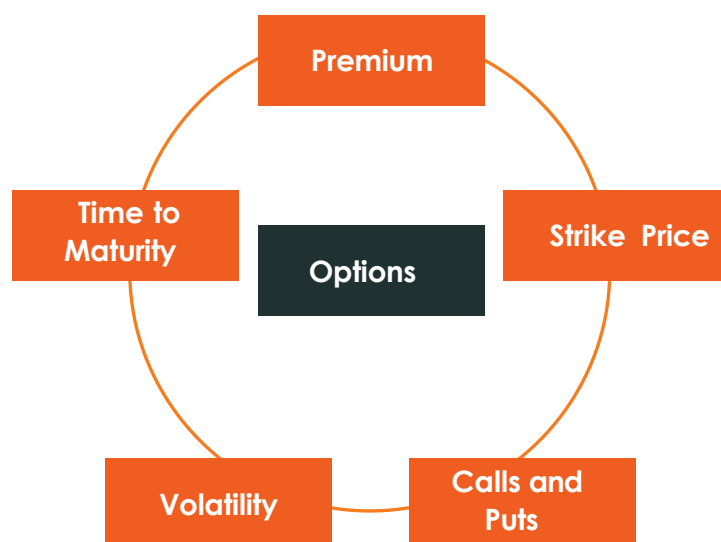 Premium
Time to
Maturity
Strike Price
Options
Volatility
Calls and
Puts